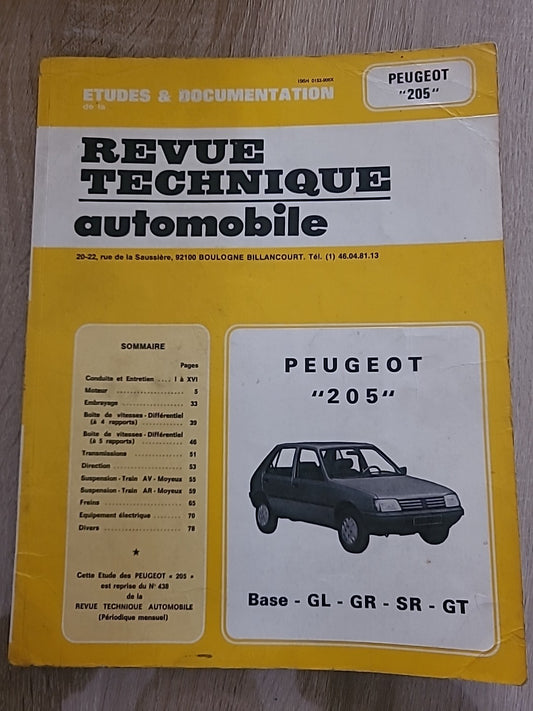 ISSN 0153-906X
ETUDES & DOCUMENTATION
de la
PEUGEOT
"205"
REVUE
TECHNIQUE
automobile
20-22, rue de la Saussière, 92100 BOULOGNE BILLANCOURT. Tél. (1) 46.04.81.13
SOMMAIRE
Pages
Conduite et Entretien .... I à XVI
Moteur .................... 5
Embrayage ................ 33
Boîte de vitesses - Différentiel
(à 4 rapports) ............ 39
Boîte de vitesses - Différentiel
(à 5 rapports) ............ 46
Transmissions ............. 51
Direction .................. 53
Suspension - Train AV - Moyeux 55
Suspension - Train AR - Moyeux 59
Freins ..................... 65
Equipement électrique ...... 70
Divers ..................... 78
★
Cette Etude des PEUGEOT « 205 »
est reprise du N° 438
de la
REVUE TECHNIQUE AUTOMOBILE
(Périodique mensuel)
PEUGEOT
"205"
Base - GL - GR - SR - GT